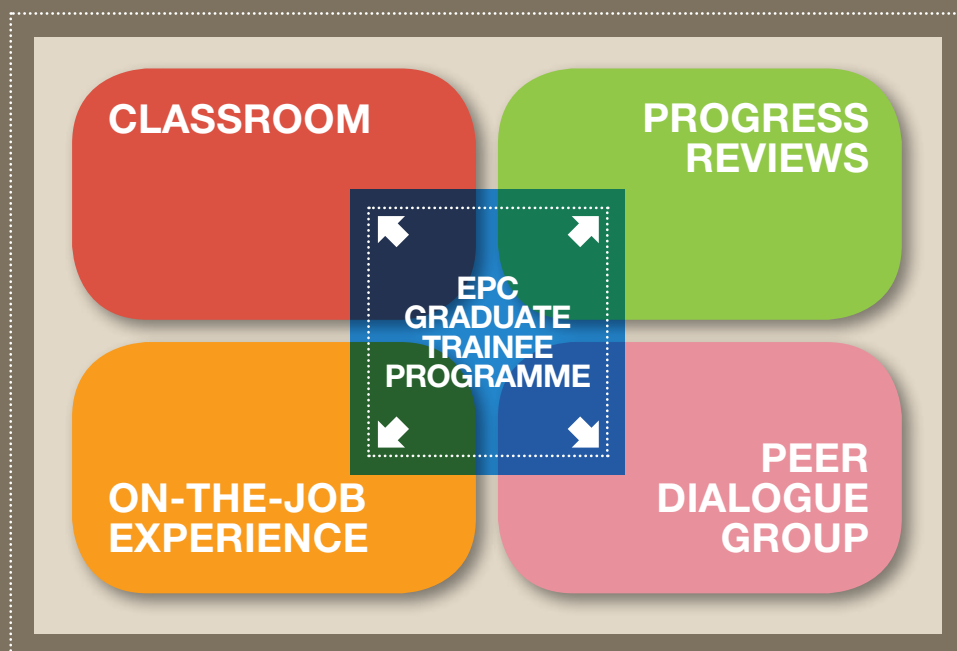 CLASSROOM
PROGRESS
REVIEWS
EPC
GRADUATE
TRAINEE
PROGRAMME
ON-THE-JOB
EXPERIENCE
PEER
DIALOGUE
GROUP